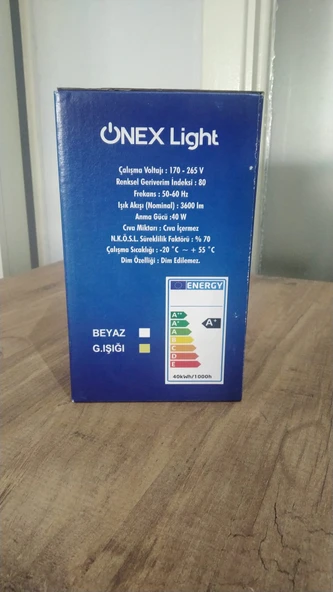 ONEX Light
Çalışma Voltajı : 170 - 265 V
Renksel Geriverim İndeksi : 80
Frekans : 50-60 Hz
Işık Akışı (Nominal) : 3600 lm
Anma Gücü :40 W
Cıva Miktarı : Cıva İçermez
N.K.Ö.S.L. Süreklilik Faktörü : % 70
Çalışma Sıcaklığı : -20 °C ~ + 55 °C
Dim Özelliği : Dim Edilemez.
ENERGY
A++
A+
A+
A
B
C
D
E
BEYAZ
G.IŞIĞI
40kWh/1000h